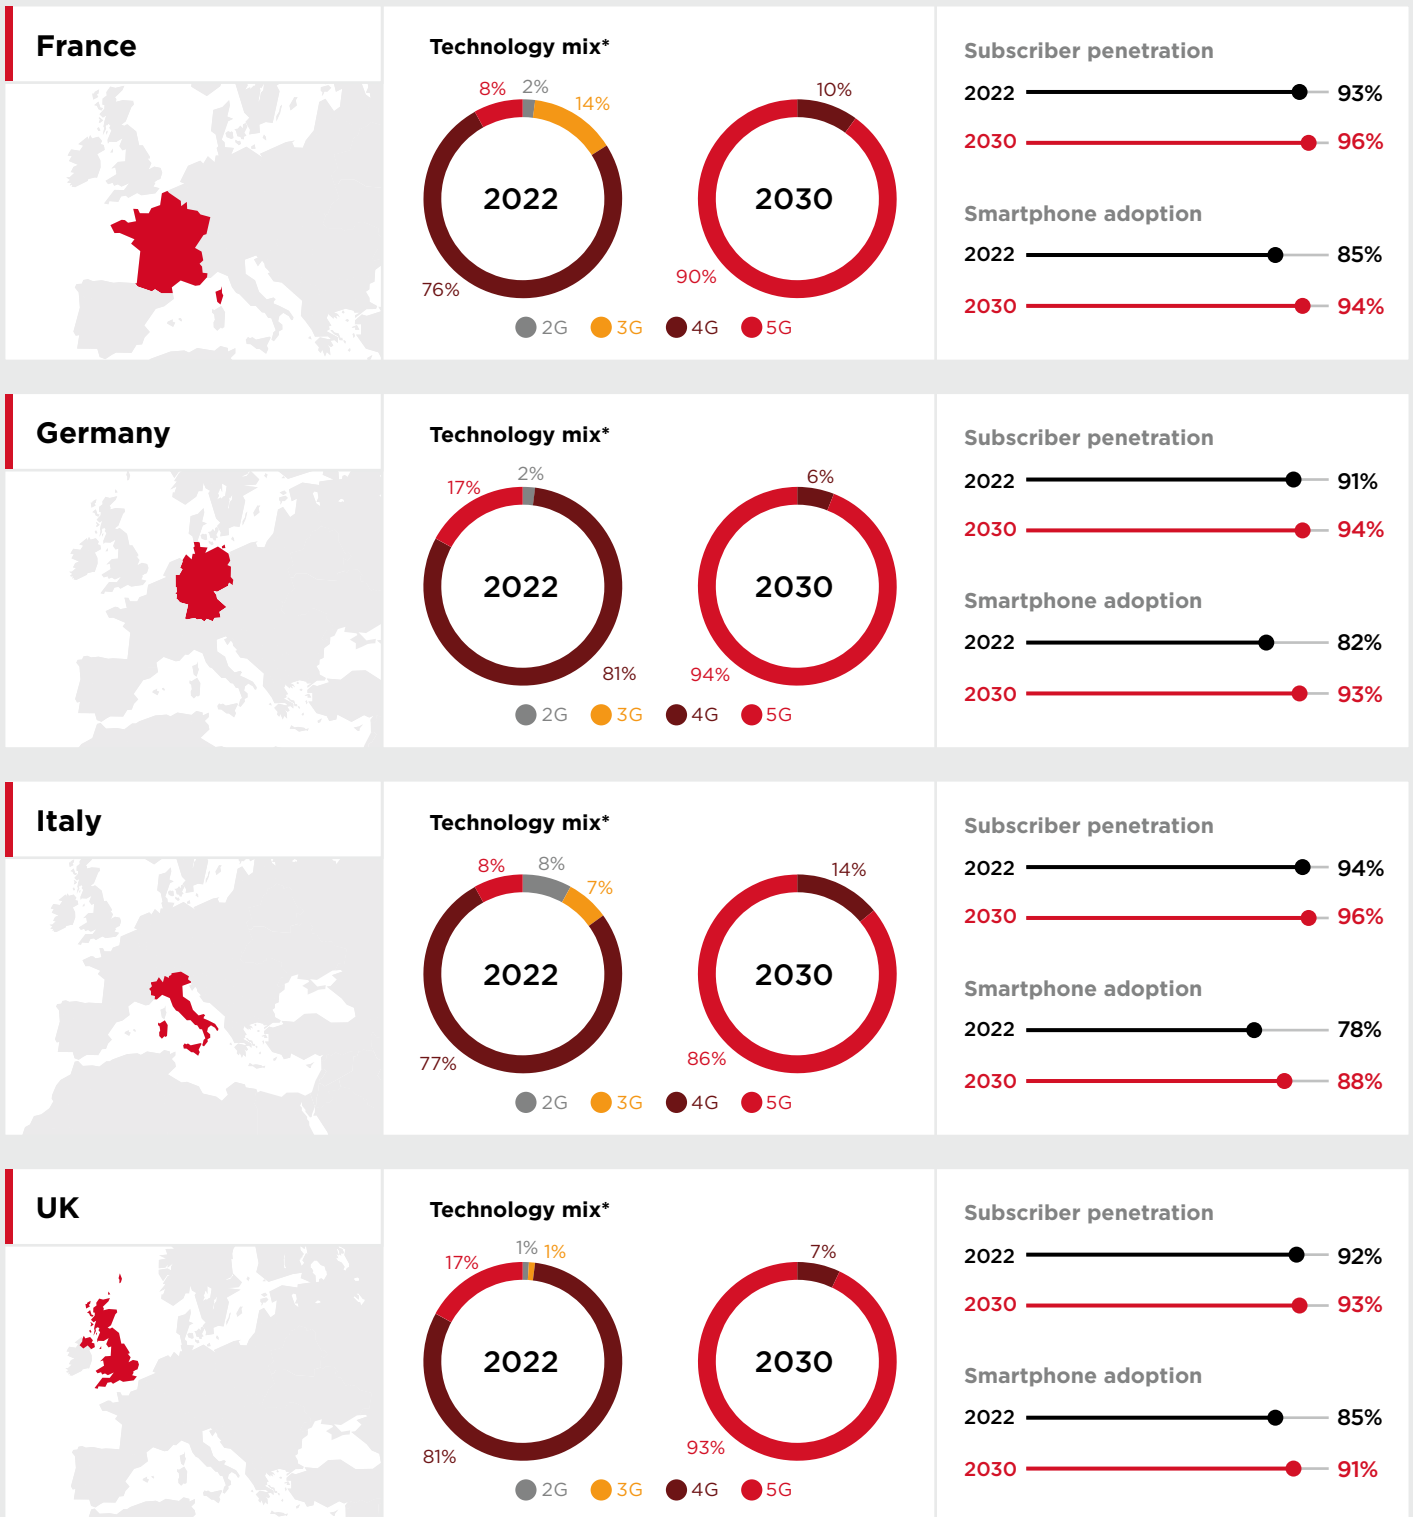 France
Technology mix*
8%
2%
14%
76%
2022
10%
90%
2030
2G 3G 4G 5G
Subscriber penetration
2022 93%
2030 96%
Smartphone adoption
2022 85%
2030 94%
Germany
Technology mix*
17%
2%
81%
2022
6%
94%
2030
2G 3G 4G 5G
Subscriber penetration
2022 91%
2030 94%
Smartphone adoption
2022 82%
2030 93%
Italy
Technology mix*
8%
8%
7%
77%
2022
14%
86%
2030
2G 3G 4G 5G
Subscriber penetration
2022 94%
2030 96%
Smartphone adoption
2022 78%
2030 88%
UK
Technology mix*
17%
1%
1%
81%
2022
7%
93%
2030
2G 3G 4G 5G
Subscriber penetration
2022 92%
2030 93%
Smartphone adoption
2022 85%
2030 91%